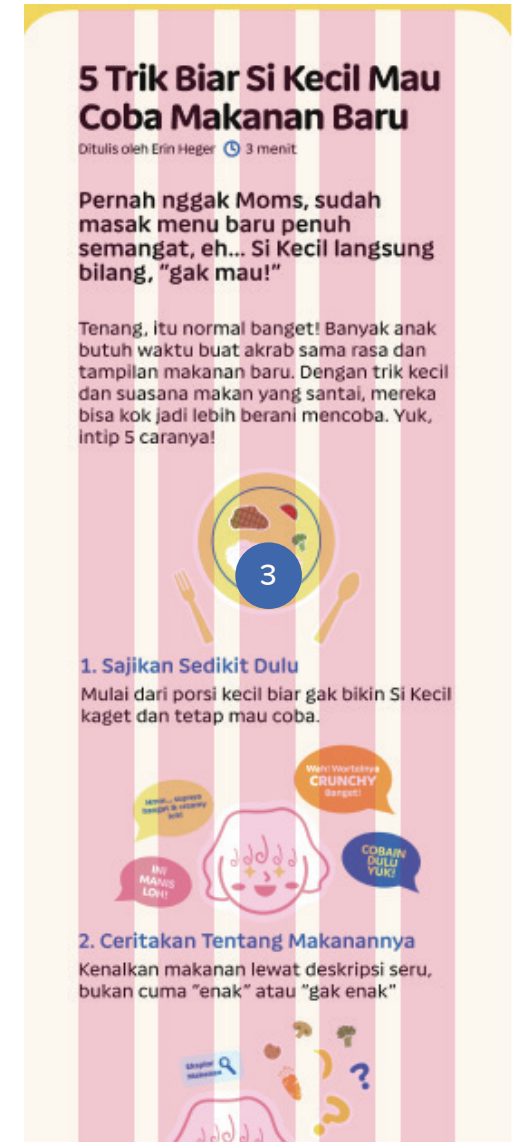 5 Trik Biar Si Kecil Mau
Coba Makanan Baru
Ditulis oleh Erin Heger 3 menit
Pernah nggak Moms, sudah
masak menu baru penuh
semangat, eh... Si Kecil langsung
bilang, “gak mau!”
Tenang, itu normal banget! Banyak anak
butuh waktu buat akrab sama rasa dan
tampilan makanan baru. Dengan trik kecil
dan suasana makan yang santai, mereka
bisa kok jadi lebih berani mencoba. Yuk,
intip 5 caranya!
3
1. Sajikan Sedikit Dulu
Mulai dari porsi kecil biar gak bikin Si Kecil
kaget dan tetap mau coba.
Wah! Wortelnya
CRUNCHY
Banget!
INI
MANIS
LOH!
COBAIN
DULU
YUK!
2. Ceritakan Tentang Makanannya
Kenalkan makanan lewat deskripsi seru,
bukan cuma “enak” atau “gak enak”
?
?